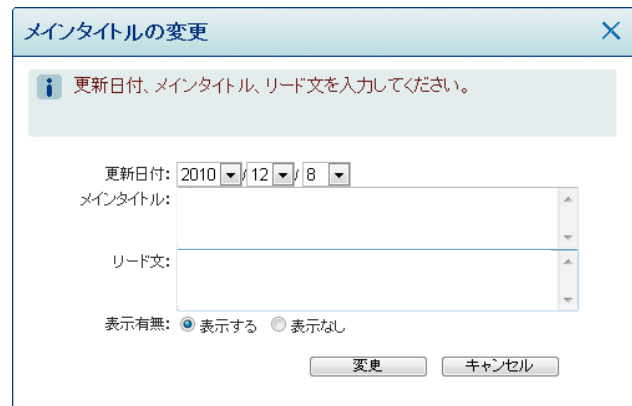 メインタイトルの変更
更新日付、メインタイトル、リード文を入力してください。
更新日付: 2010 / 12 / 8
メインタイトル:
リード文:
表示有無: 表示する 表示なし
変更 キャンセル